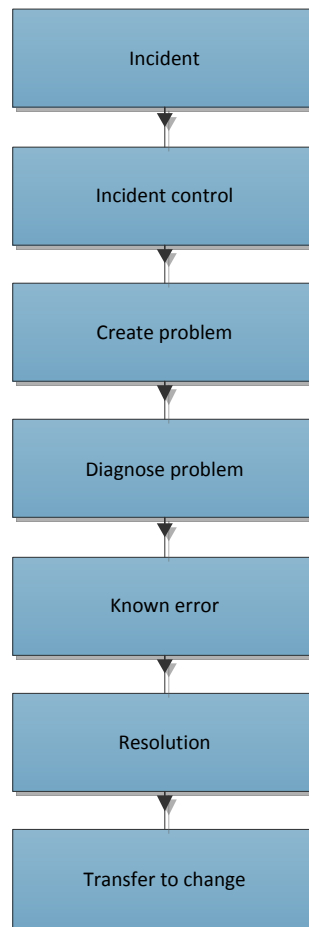 Incident
Incident control
Create problem
Diagnose problem
Known error
Resolution
Transfer to change